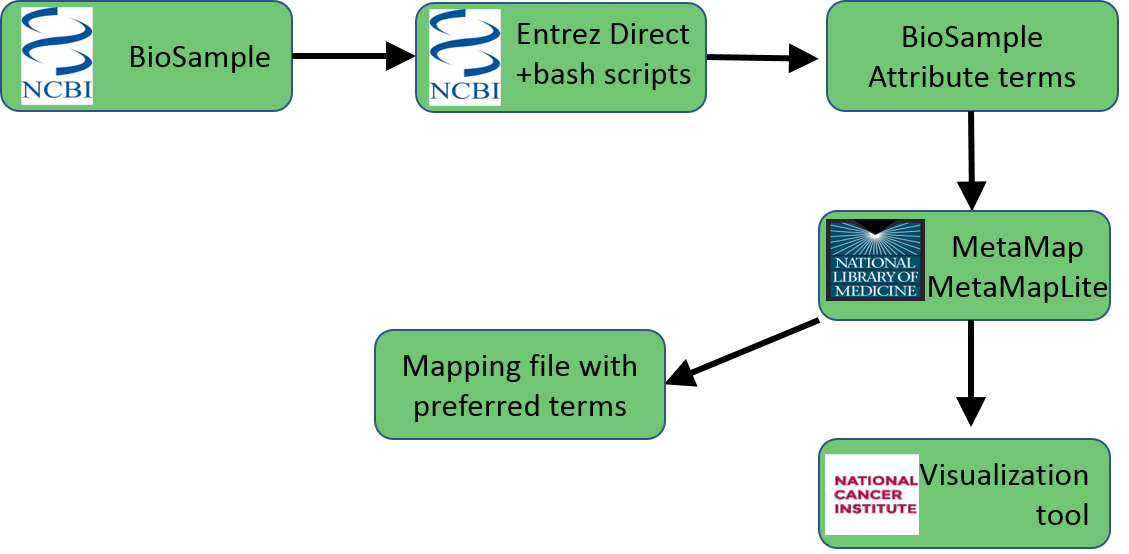 NCBI
BioSample
NCBI
Entrez Direct
+bash scripts
BioSample
Attribute terms
NATIONAL
LIBRARY OF
MEDICINE
MetaMap
MetaMapLite
Mapping file with
preferred terms
NATIONAL
CANCER
INSTITUTE
Visualization
tool